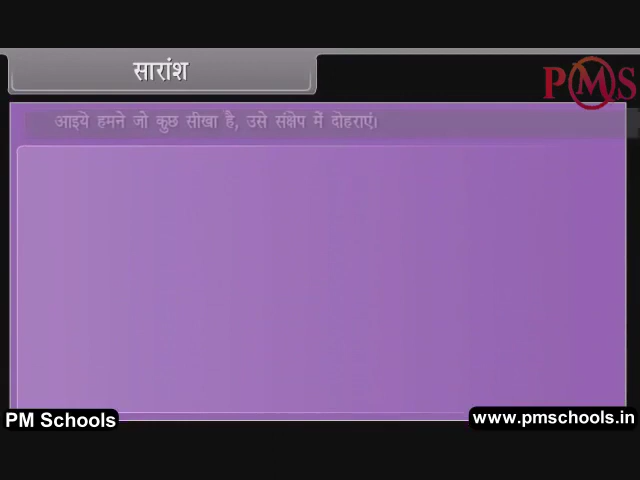 सारांश
PMS
आइये हमने जो कुछ सीखा है, उसे संक्षेप में दोहराएं।
PM Schools
www.pmschools.in